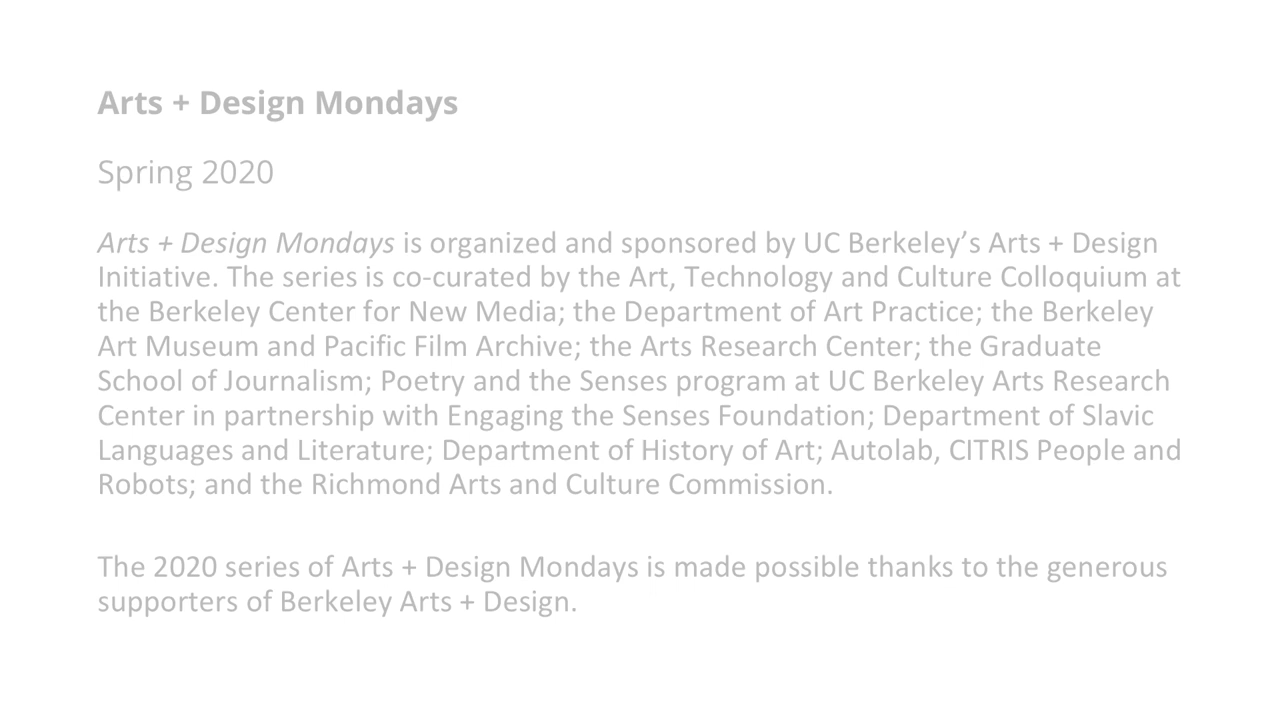 Arts + Design Mondays
Spring 2020
Arts + Design Mondays is organized and sponsored by UC Berkeley’s Arts + Design
Initiative. The series is co-curated by the Art, Technology and Culture Colloquium at
the Berkeley Center for New Media; the Department of Art Practice; the Berkeley
Art Museum and Pacific Film Archive; the Arts Research Center; the Graduate
School of Journalism; Poetry and the Senses program at UC Berkeley Arts Research
Center in partnership with Engaging the Senses Foundation; Department of Slavic
Languages and Literature; Department of History of Art; Autolab, CITRIS People and
Robots; and the Richmond Arts and Culture Commission.
The 2020 series of Arts + Design Mondays is made possible thanks to the generous
supporters of Berkeley Arts + Design.